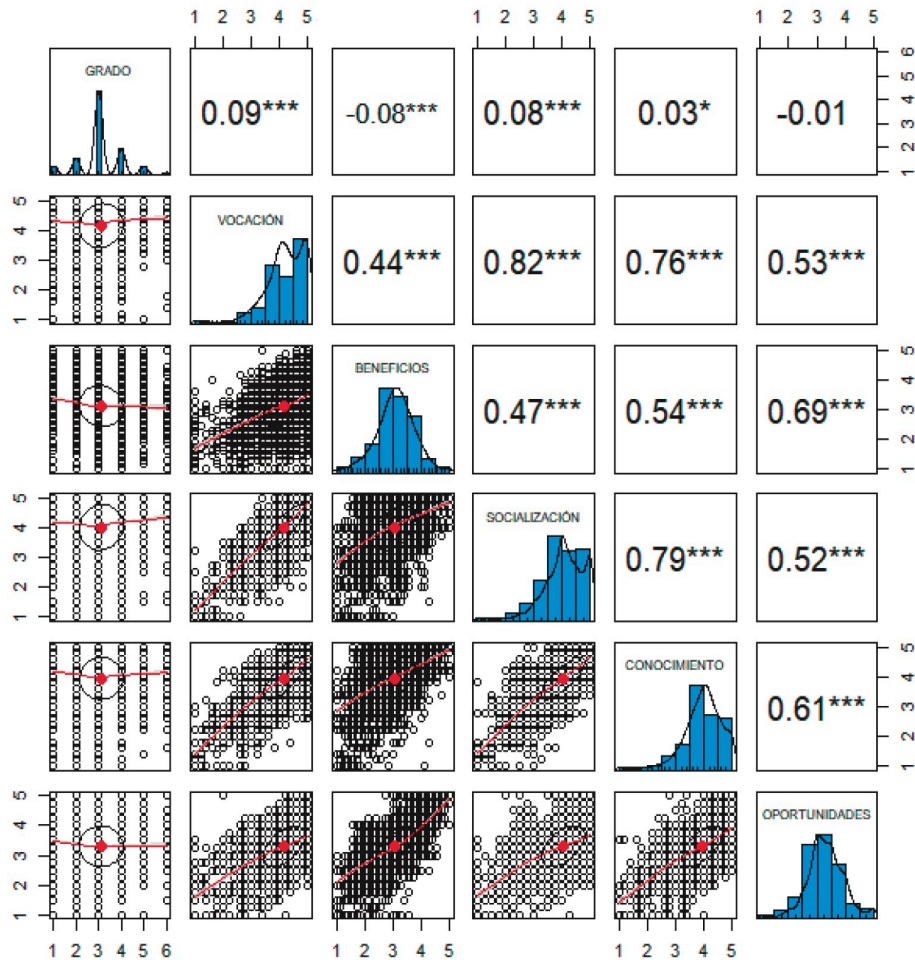 1 2 3 4 5 1 2 3 4 5 1 2 3 4 5
GRADO 0.09*** -0.08*** 0.08*** 0.03* -0.01 1 2 3 4 5 6
1 2 3 4 5 VOCACIÓN 0.44*** 0.82*** 0.76*** 0.53***
BENEFICIOS 0.47*** 0.54*** 0.69*** 1 2 3 4 5
1 2 3 4 5 SOCIALIZACIÓN 0.79*** 0.52***
CONOCIMIENTO 0.61*** 1 2 3 4 5
1 2 3 4 5 OPORTUNIDADES
1 2 3 4 5 6 1 2 3 4 5 1 2 3 4 5